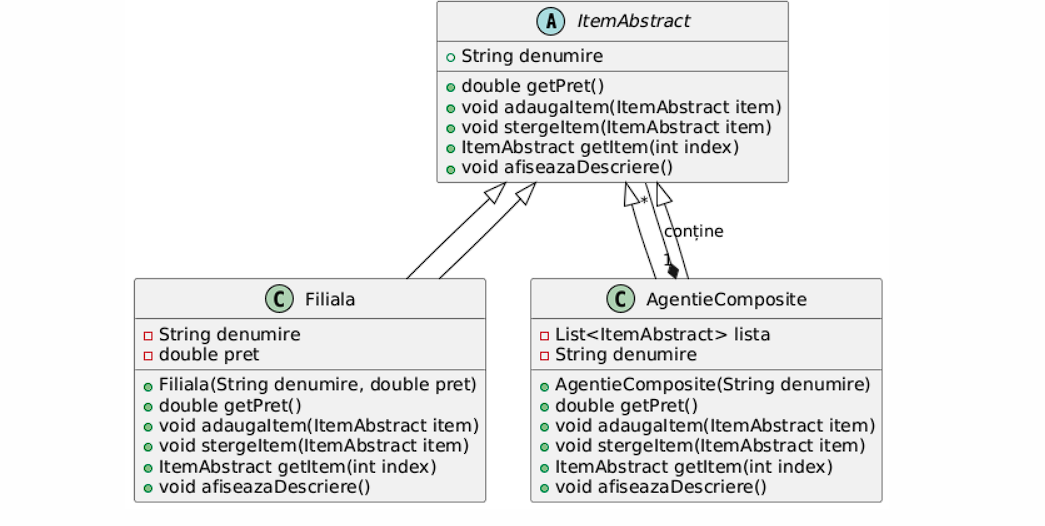 A ItemAbstract
String denumire
double getPret()
void adaugaItem(ItemAbstract item)
void stergeItem(ItemAbstract item)
ItemAbstract getItem(int index)
void afiseazaDescriere()
*
conține
1
C Filiala
String denumire
double pret
Filiala(String denumire, double pret)
double getPret()
void adaugaItem(ItemAbstract item)
void stergeItem(ItemAbstract item)
ItemAbstract getItem(int index)
void afiseazaDescriere()
C AgentieComposite
List<ItemAbstract> lista
String denumire
AgentieComposite(String denumire)
double getPret()
void adaugaItem(ItemAbstract item)
void stergeItem(ItemAbstract item)
ItemAbstract getItem(int index)
void afiseazaDescriere()